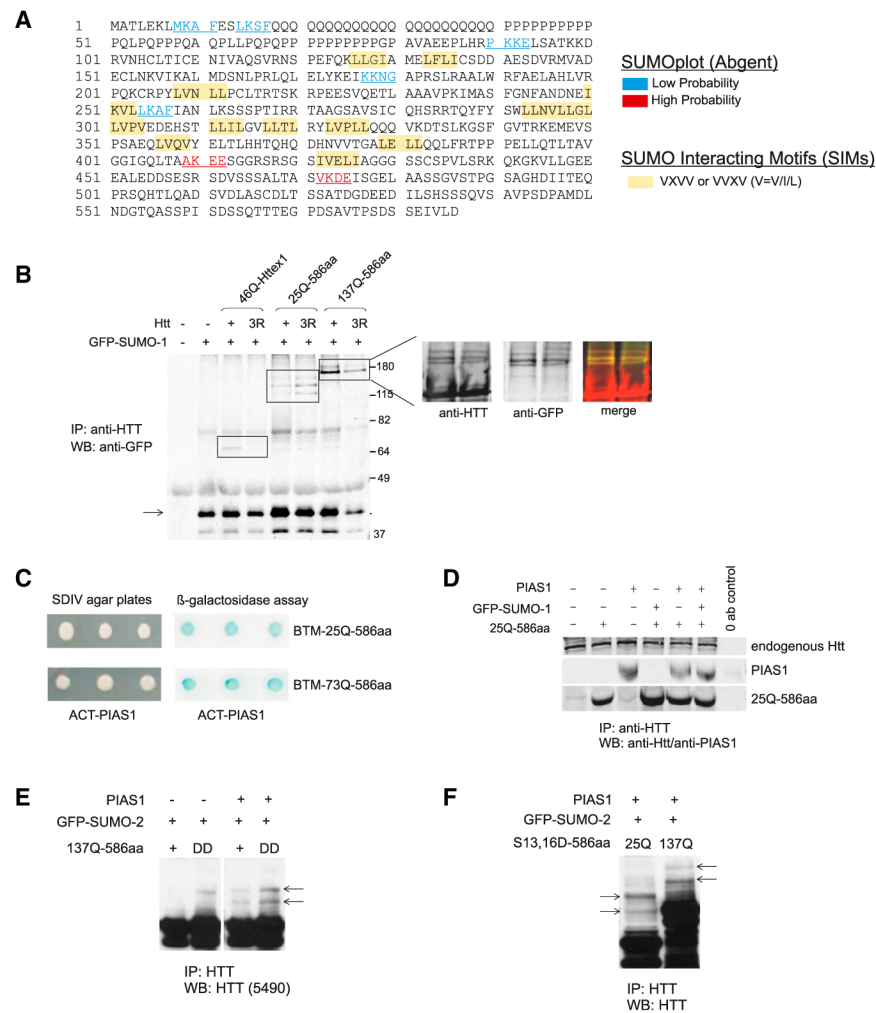 A
1 MATLEKLMKA FESLKSFQQQ QQQQQQQQQQ QQQQQQQQQQ PPPPPPPPPP
51 PQLPQPPPQA QPLLPQPQPP PPPPPPPPGP AVAEEPLHRP KKELSATKKD
101 RVNHCLTICE NIVAQSVRNS PEFQKLLGIA MELFLICSDD AESDVRMVAD
151 ECLNKVIKAL MDSNLPRLQL ELYKEIKKNG APRSLRAALW RFAELAHLVR
201 PQKCRPYLVN LLPCLTRTSK RPEESVQETL AAAVPKIMAS FGNFANDNEI
251 KVLLKAFIAN LKSSSPTIRR TAAGSAVSIC QHSRRTQYFY SWLLNVLLGL
301 LVPVEDEHST LLILGVLLTL RYLVPLLQQQ VKDTSLKGSF GVTRKEMEVS
351 PSAEQLVQVY ELTLHHTQHQ DHNVVTGALE LLQQLFRTPP PELLQTLTAV
401 GGIGQLTAAK EESGGRSRSG SIVELIAGGG SSCSPVLSRK QKGKVLLGEE
451 EALEDDSESR SDVSSSALTA SVKDEISGEL AASSGVSTPG SAGHDIITEQ
501 PRSQHTLQAD SVDLASCDLT SSATDGDEED ILSHSSSQVS AVPSDPAMDL
551 NDGTQASSPI SDSSQTTTEG PDSAVTPSDS SEIVLD
SUMOplot (Abgent)
Low Probability
High Probability
SUMO Interacting Motifs (SIMs)
VXVV or VVXV (V=V/I/L)
B
46Q-Httex1 25Q-586aa 137Q-586aa
Htt - - + 3R + 3R + 3R
GFP-SUMO-1 - + + + + + + +
180
115
82
64
49
37
IP: anti-HTT
WB: anti-GFP
anti-HTT anti-GFP merge
C
SDIV agar plates ß-galactosidase assay
BTM-25Q-586aa
BTM-73Q-586aa
ACT-PIAS1 ACT-PIAS1
D
PIAS1 - - + - + +
GFP-SUMO-1 - - - + - +
25Q-586aa - + - + + +
0 ab control
endogenous Htt
PIAS1
25Q-586aa
IP: anti-HTT
WB: anti-Htt/anti-PIAS1
E
PIAS1 - - + +
GFP-SUMO-2 + + + +
137Q-586aa + DD + DD
IP: HTT
WB: HTT (5490)
F
PIAS1 + +
GFP-SUMO-2 + +
S13,16D-586aa 25Q 137Q
IP: HTT
WB: HTT